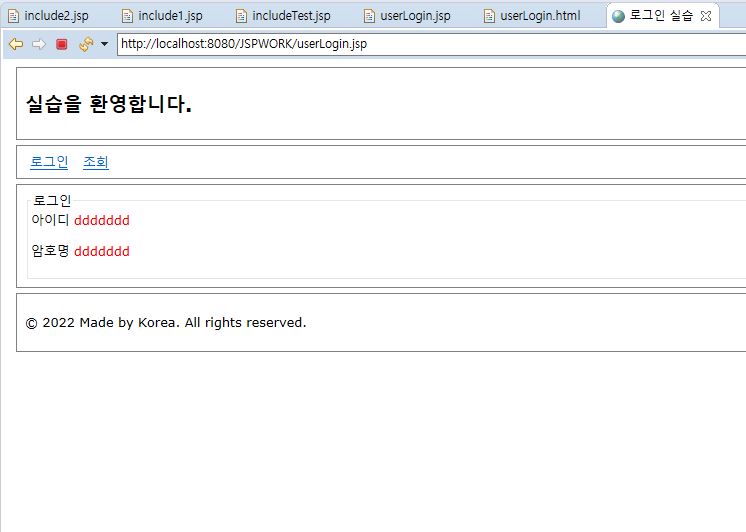 include2.jsp include1.jsp includeTest.jsp userLogin.jsp userLogin.html 로그인 실습
http://localhost:8080/JSPWORK/userLogin.jsp
실습을 환영합니다.
로그인 조회
로그인
아이디 ddddddd
암호명 ddddddd
© 2022 Made by Korea. All rights reserved.